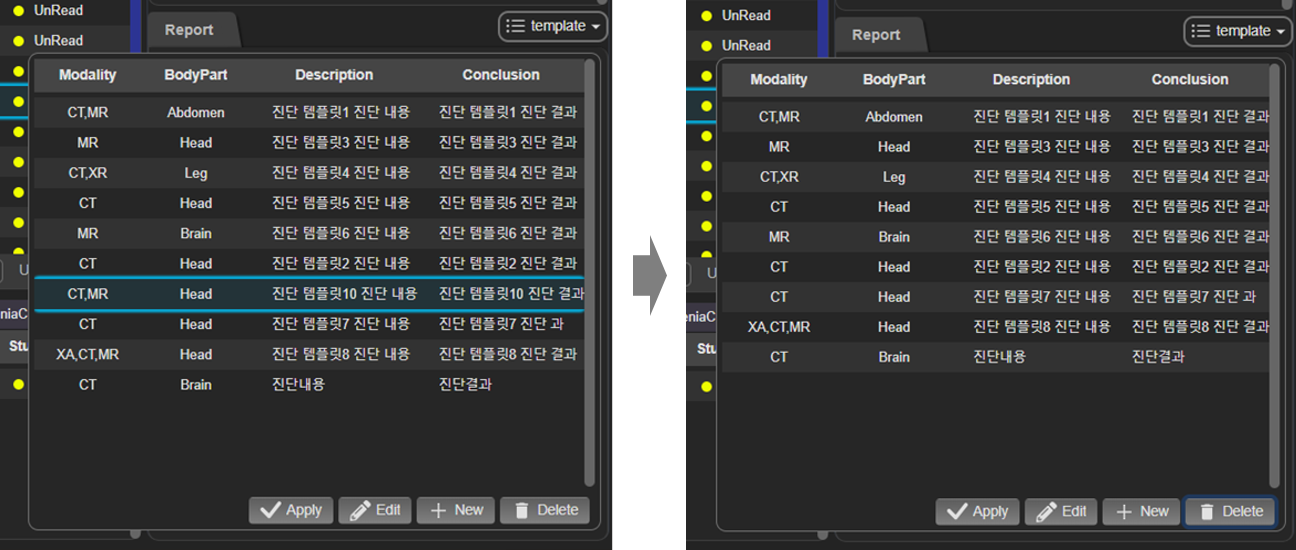 UnRead
UnRead
Report
template
Modality BodyPart Description Conclusion
CT,MR Abdomen 진단 템플릿1 진단 내용 진단 템플릿1 진단 결과
MR Head 진단 템플릿3 진단 내용 진단 템플릿3 진단 결과
CT,XR Leg 진단 템플릿4 진단 내용 진단 템플릿4 진단 결과
CT Head 진단 템플릿5 진단 내용 진단 템플릿5 진단 결과
MR Brain 진단 템플릿6 진단 내용 진단 템플릿6 진단 결과
CT Head 진단 템플릿2 진단 내용 진단 템플릿2 진단 결과
CT,MR Head 진단 템플릿10 진단 내용 진단 템플릿10 진단 결과
CT Head 진단 템플릿7 진단 내용 진단 템플릿7 진단 과
XA,CT,MR Head 진단 템플릿8 진단 내용 진단 템플릿8 진단 결과
CT Brain 진단내용 진단결과
U
niaC
Stu
Apply Edit New Delete
UnRead
UnRead
Report
template
Modality BodyPart Description Conclusion
CT,MR Abdomen 진단 템플릿1 진단 내용 진단 템플릿1 진단 결과
MR Head 진단 템플릿3 진단 내용 진단 템플릿3 진단 결과
CT,XR Leg 진단 템플릿4 진단 내용 진단 템플릿4 진단 결과
CT Head 진단 템플릿5 진단 내용 진단 템플릿5 진단 결과
MR Brain 진단 템플릿6 진단 내용 진단 템플릿6 진단 결과
CT Head 진단 템플릿2 진단 내용 진단 템플릿2 진단 결과
CT Head 진단 템플릿7 진단 내용 진단 템플릿7 진단 과
XA,CT,MR Head 진단 템플릿8 진단 내용 진단 템플릿8 진단 결과
CT Brain 진단내용 진단결과
U
eniaC
Stu
Apply Edit New Delete